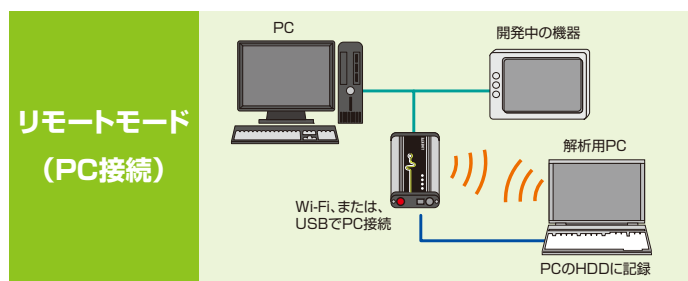 リモートモード
（PC接続）
PC
開発中の機器
解析用PC
Wi-Fi、または、
USBでPC接続
PCのHDDに記録